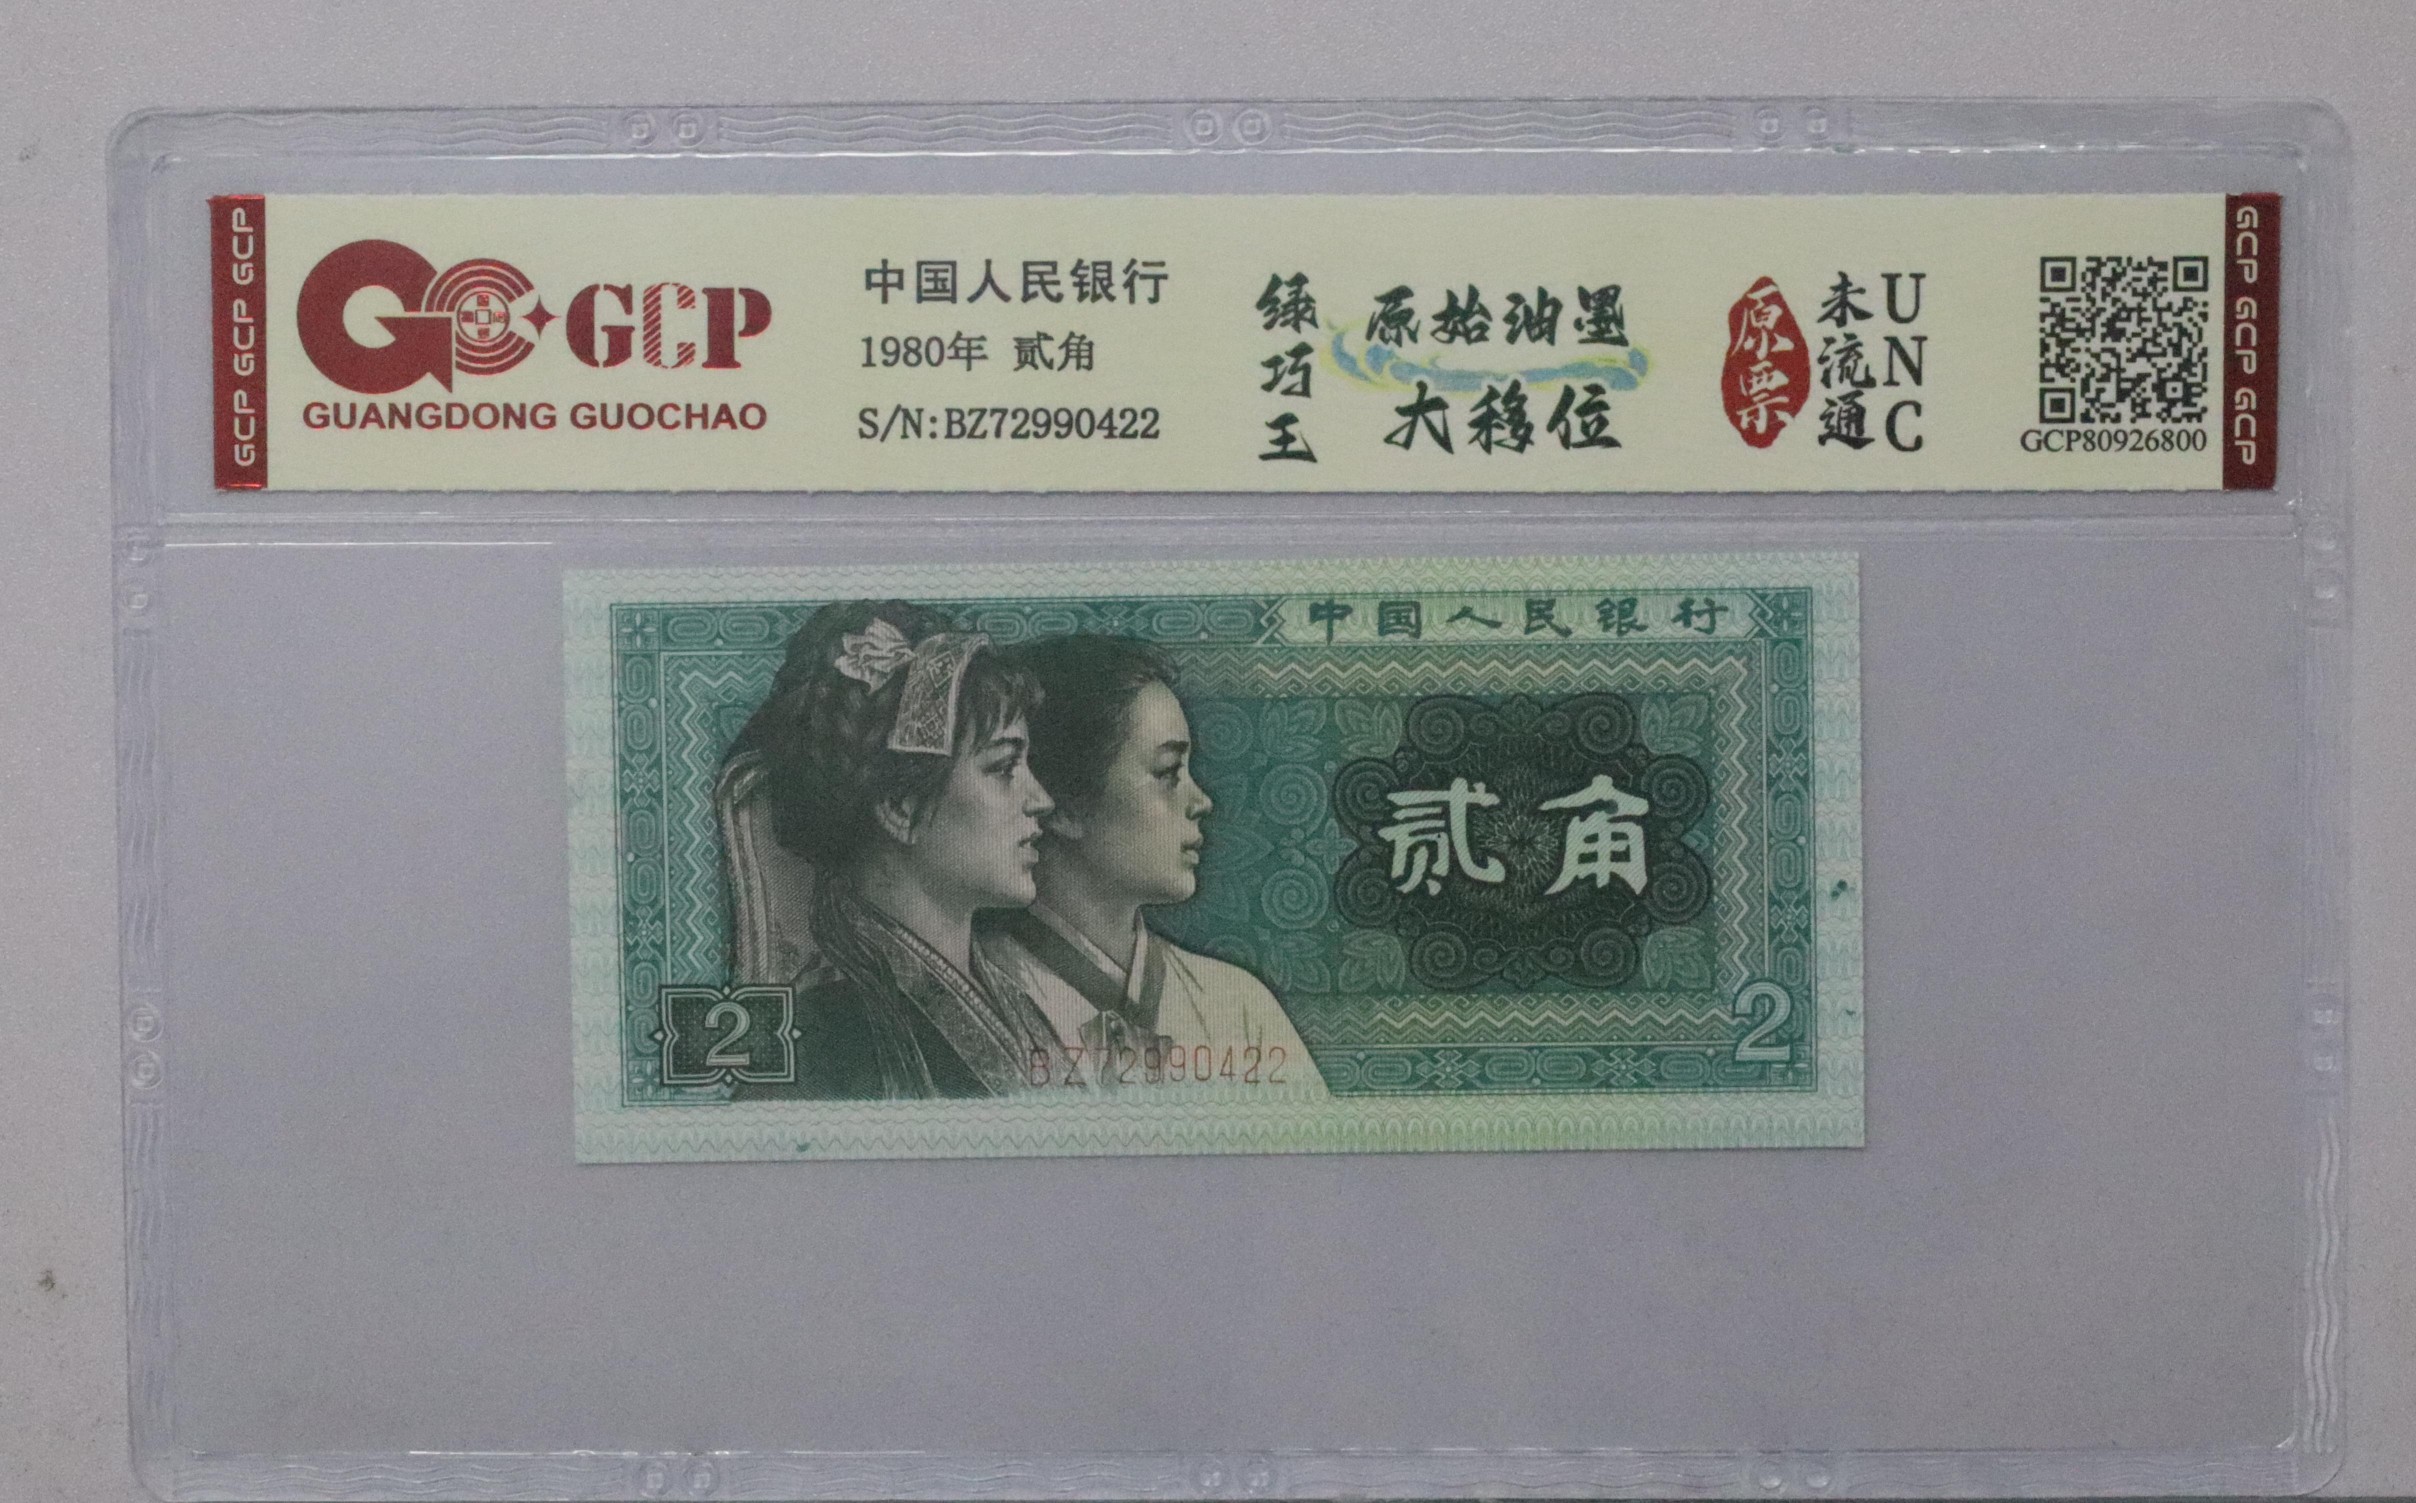 GCP GCP GCP
GCP
GUANGDONG GUOCHAO
中国人民银行
1980年 贰角
S/N:BZ72990422
绿巧王
原始油墨
大移位
原票
未流通
UNC
GCP80926800
GCP GCP GCP
中国人民银行
贰角
2
BZ72990422
2